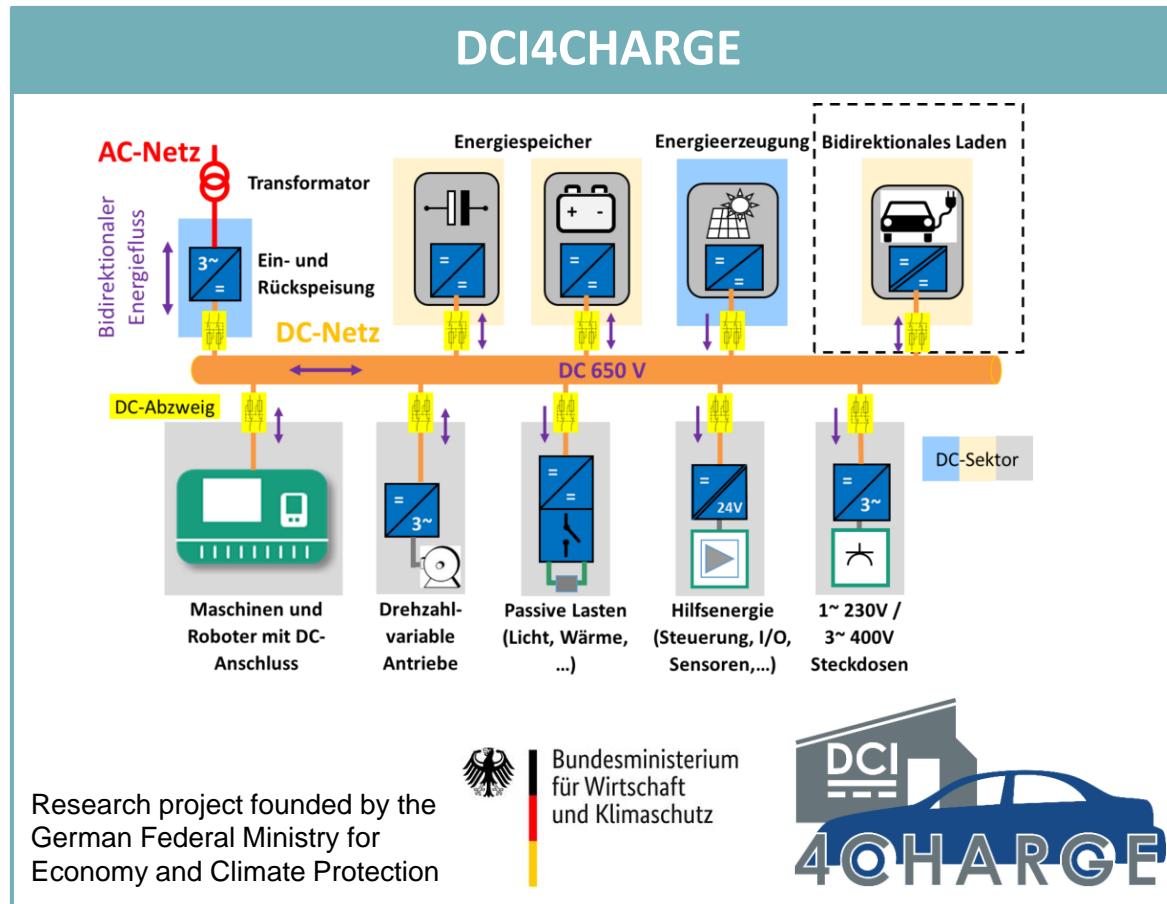 DCI4CHARGE
AC-Netz
Transformator
Bidirektionaler
Energiefluss
3~
=
Ein- und
Rückspeisung
Energiespeicher
+ -
=
=
=
=
Energieerzeugung
=
=
Bidirektionales Laden
=
=
DC-Netz
DC 650 V
DC-Abzweig
DC-Sektor
=
3~
=
=
=
24V
=
3~
Maschinen und
Roboter mit DC-
Anschluss
Drehzahl-
variable
Antriebe
Passive Lasten
(Licht, Wärme,
...)
Hilfsenergie
(Steuerung, I/O,
Sensoren,...)
1~ 230V /
3~ 400V
Steckdosen
Research project founded by the
German Federal Ministry for
Economy and Climate Protection
Bundesministerium
für Wirtschaft
und Klimaschutz
DCI
4CHARGE